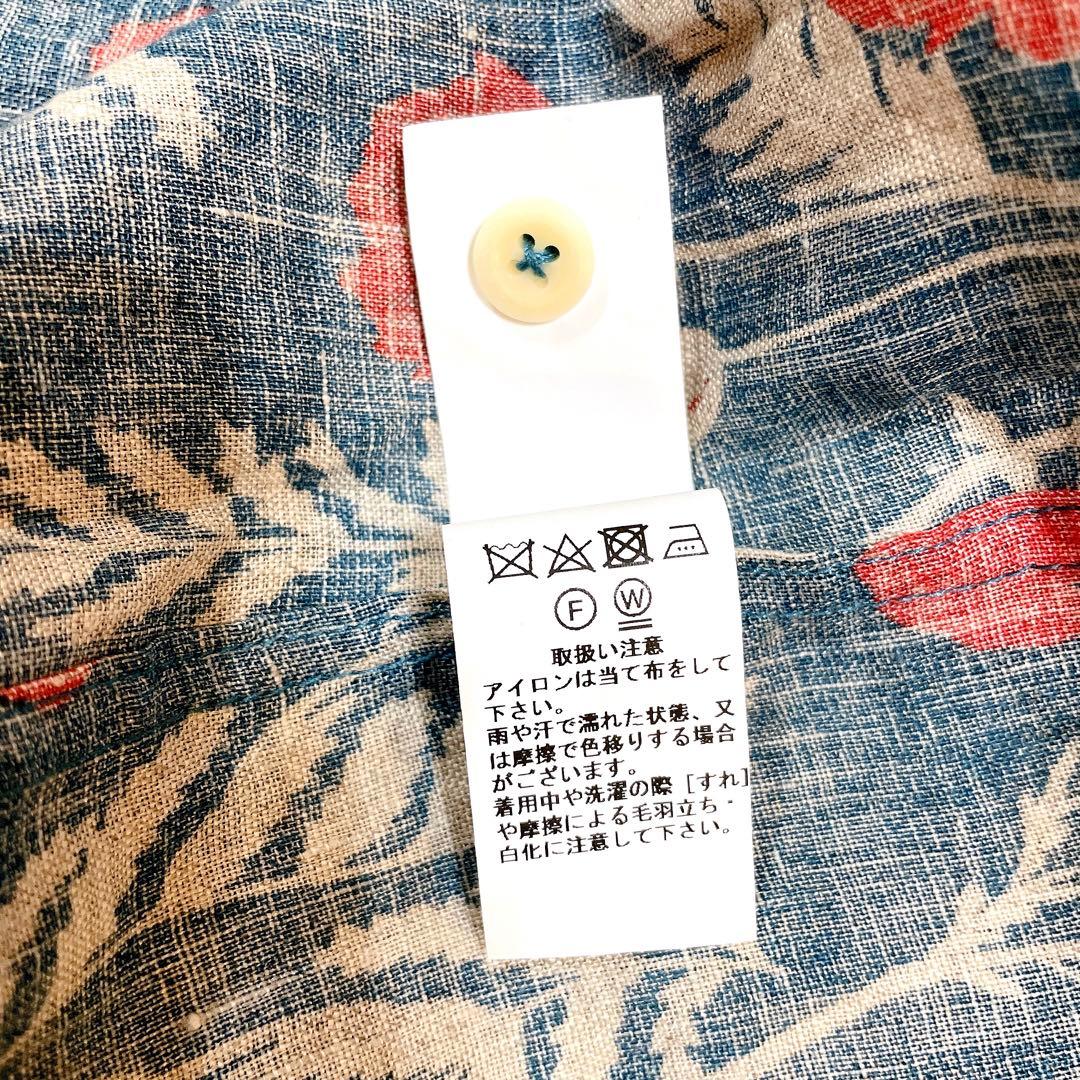 F W
取扱い注意
アイロンは当て布をして
下さい。
雨や汗で濡れた状態、又
は摩擦で色移りする場合
がございます。
着用中や洗濯の際［すれ］
や摩擦による毛羽立ち・
白化に注意して下さい。